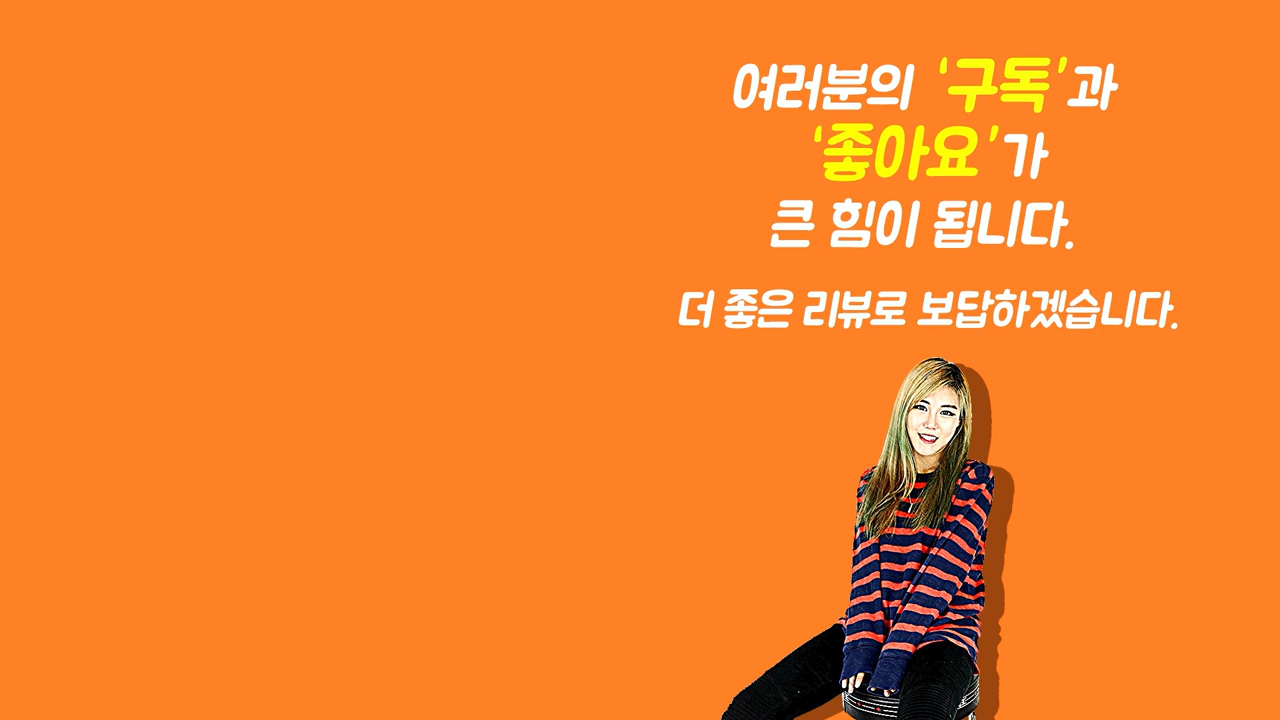 여러분의 '구독'과
'좋아요'가
큰 힘이 됩니다.
더 좋은 리뷰로 보답하겠습니다.